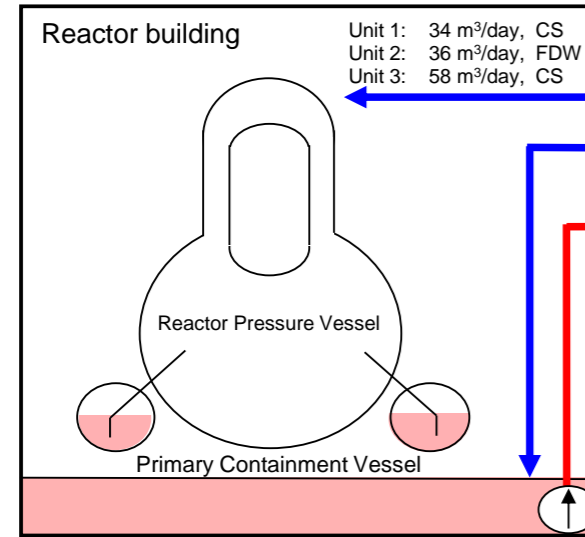 Reactor building
Unit 1: 34 m³/day, CS
Unit 2: 36 m³/day, FDW
Unit 3: 58 m³/day, CS
Reactor Pressure Vessel
Primary Containment Vessel